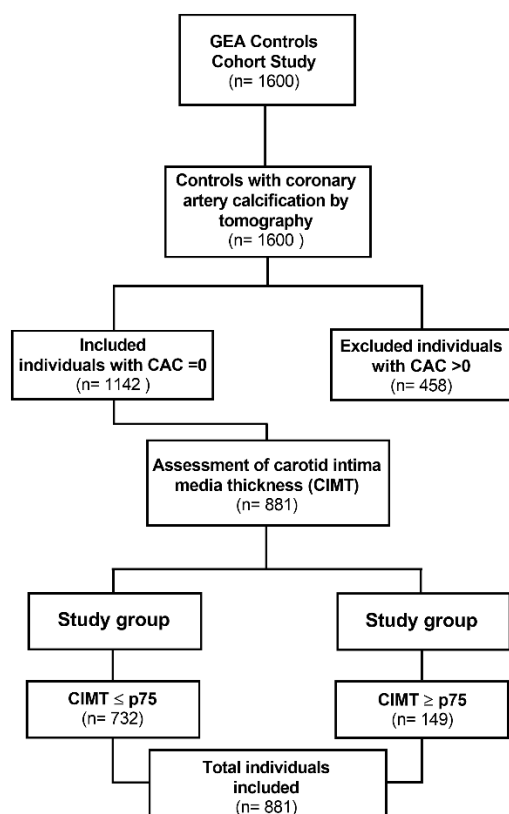 GEA Controls
Cohort Study
(n= 1600)
Controls with coronary
artery calcification by
tomography
(n= 1600 )
Included
individuals with CAC =0
(n= 1142 )
Excluded individuals
with CAC >0
(n= 458)
Assessment of carotid intima
media thickness (CIMT)
(n= 881)
Study group
Study group
CIMT ≤ p75
(n= 732)
CIMT ≥ p75
(n= 149)
Total individuals
included
(n= 881)